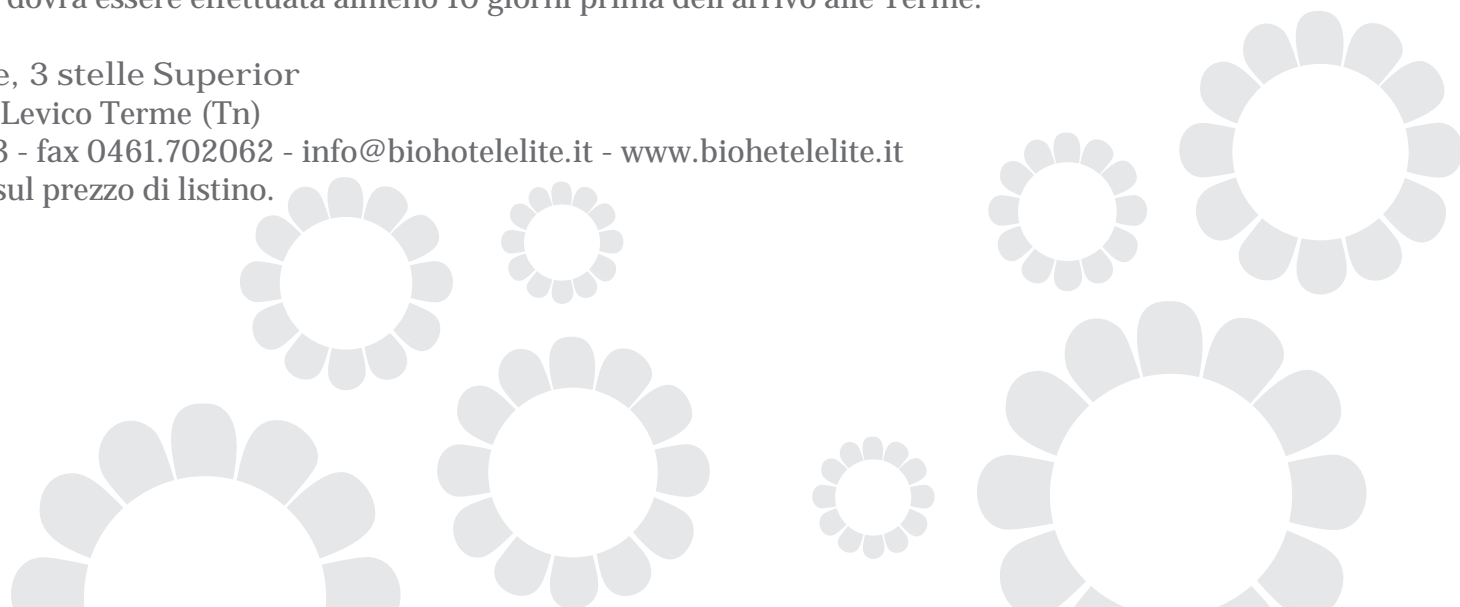 dovrà essere effettuata almeno 10 giorni prima dell'arrivo alle Terme.
e, 3 stelle Superior
Levico Terme (Tn)
3 - fax 0461.702062 - info@biohotelelite.it - www.biohetelelite.it
sul prezzo di listino.